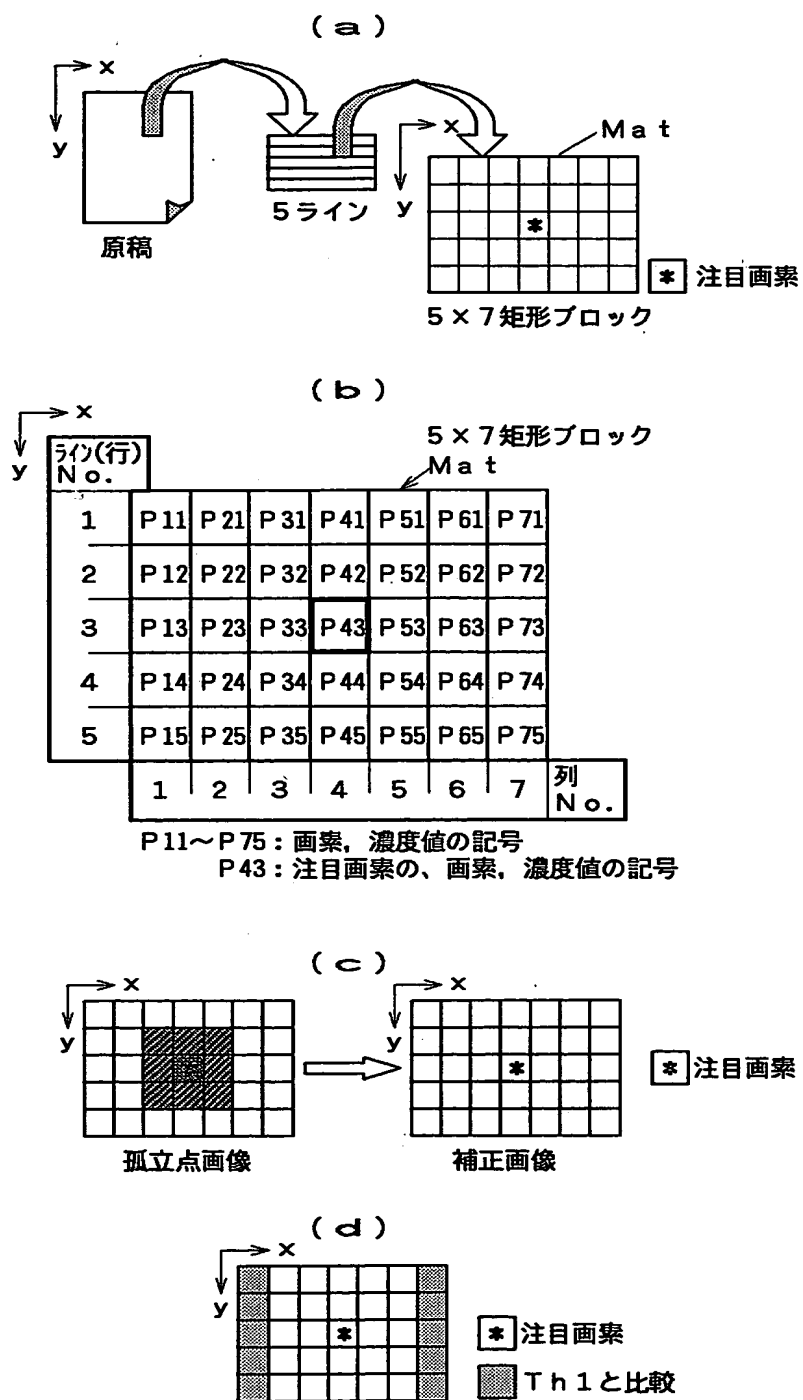 (a)
x
y
原稿
5ライン
x
y
Mat
*
* 注目画素
5×7矩形ブロック
(b)
x
y
ライン(行)
No.
5×7矩形ブロック
Mat
1 P11 P21 P31 P41 P51 P61 P71
2 P12 P22 P32 P42 P52 P62 P72
3 P13 P23 P33 P43 P53 P63 P73
4 P14 P24 P34 P44 P54 P64 P74
5 P15 P25 P35 P45 P55 P65 P75
1 2 3 4 5 6 7 列
No.
P11~P75:画素,濃度値の記号
P43:注目画素の、画素,濃度値の記号
(c)
x
y
x
y
*
* 注目画素
孤立点画像
補正画像
(d)
x
y
*
* 注目画素
Th1と比較